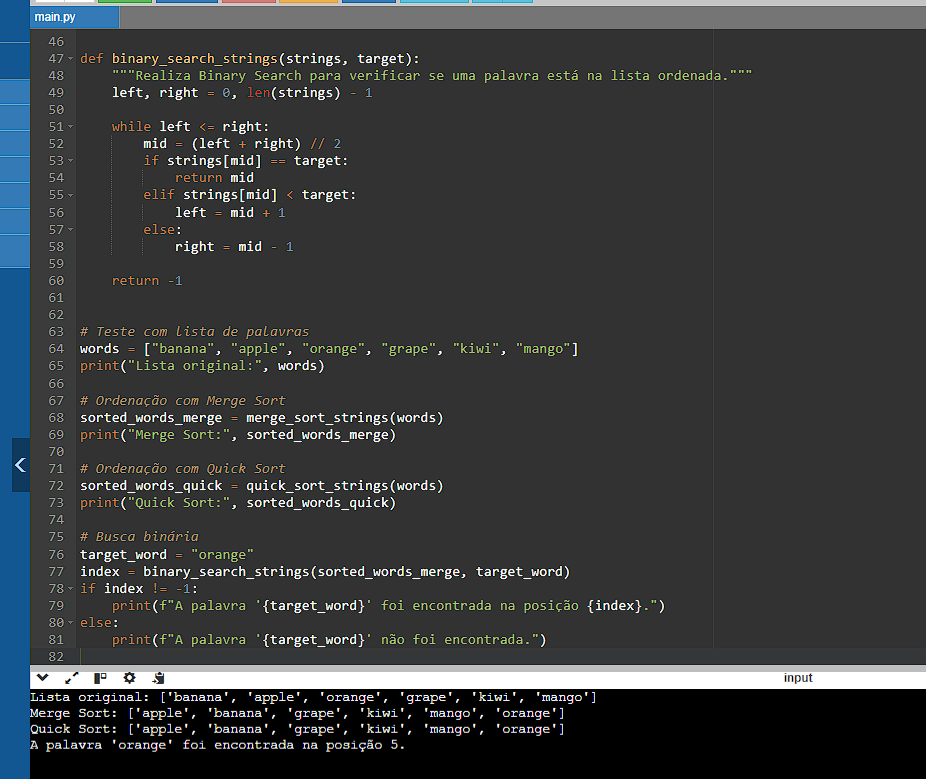 main.py
46
47 def binary_search_strings(strings, target):
48     """Realiza Binary Search para verificar se uma palavra está na lista ordenada."""
49     left, right = 0, len(strings) - 1
50
51     while left <= right:
52         mid = (left + right) // 2
53         if strings[mid] == target:
54             return mid
55         elif strings[mid] < target:
56             left = mid + 1
57         else:
58             right = mid - 1
59
60     return -1
61
62
63 # Teste com lista de palavras
64 words = ["banana", "apple", "orange", "grape", "kiwi", "mango"]
65 print("Lista original:", words)
66
67 # Ordenação com Merge Sort
68 sorted_words_merge = merge_sort_strings(words)
69 print("Merge Sort:", sorted_words_merge)
70
71 # Ordenação com Quick Sort
72 sorted_words_quick = quick_sort_strings(words)
73 print("Quick Sort:", sorted_words_quick)
74
75 # Busca binária
76 target_word = "orange"
77 index = binary_search_strings(sorted_words_merge, target_word)
78 if index != -1:
79     print(f"A palavra '{target_word}' foi encontrada na posição {index}.")
80 else:
81     print(f"A palavra '{target_word}' não foi encontrada.")
82
input
Lista original: ['banana', 'apple', 'orange', 'grape', 'kiwi', 'mango']
Merge Sort: ['apple', 'banana', 'grape', 'kiwi', 'mango', 'orange']
Quick Sort: ['apple', 'banana', 'grape', 'kiwi', 'mango', 'orange']
A palavra 'orange' foi encontrada na posição 5.